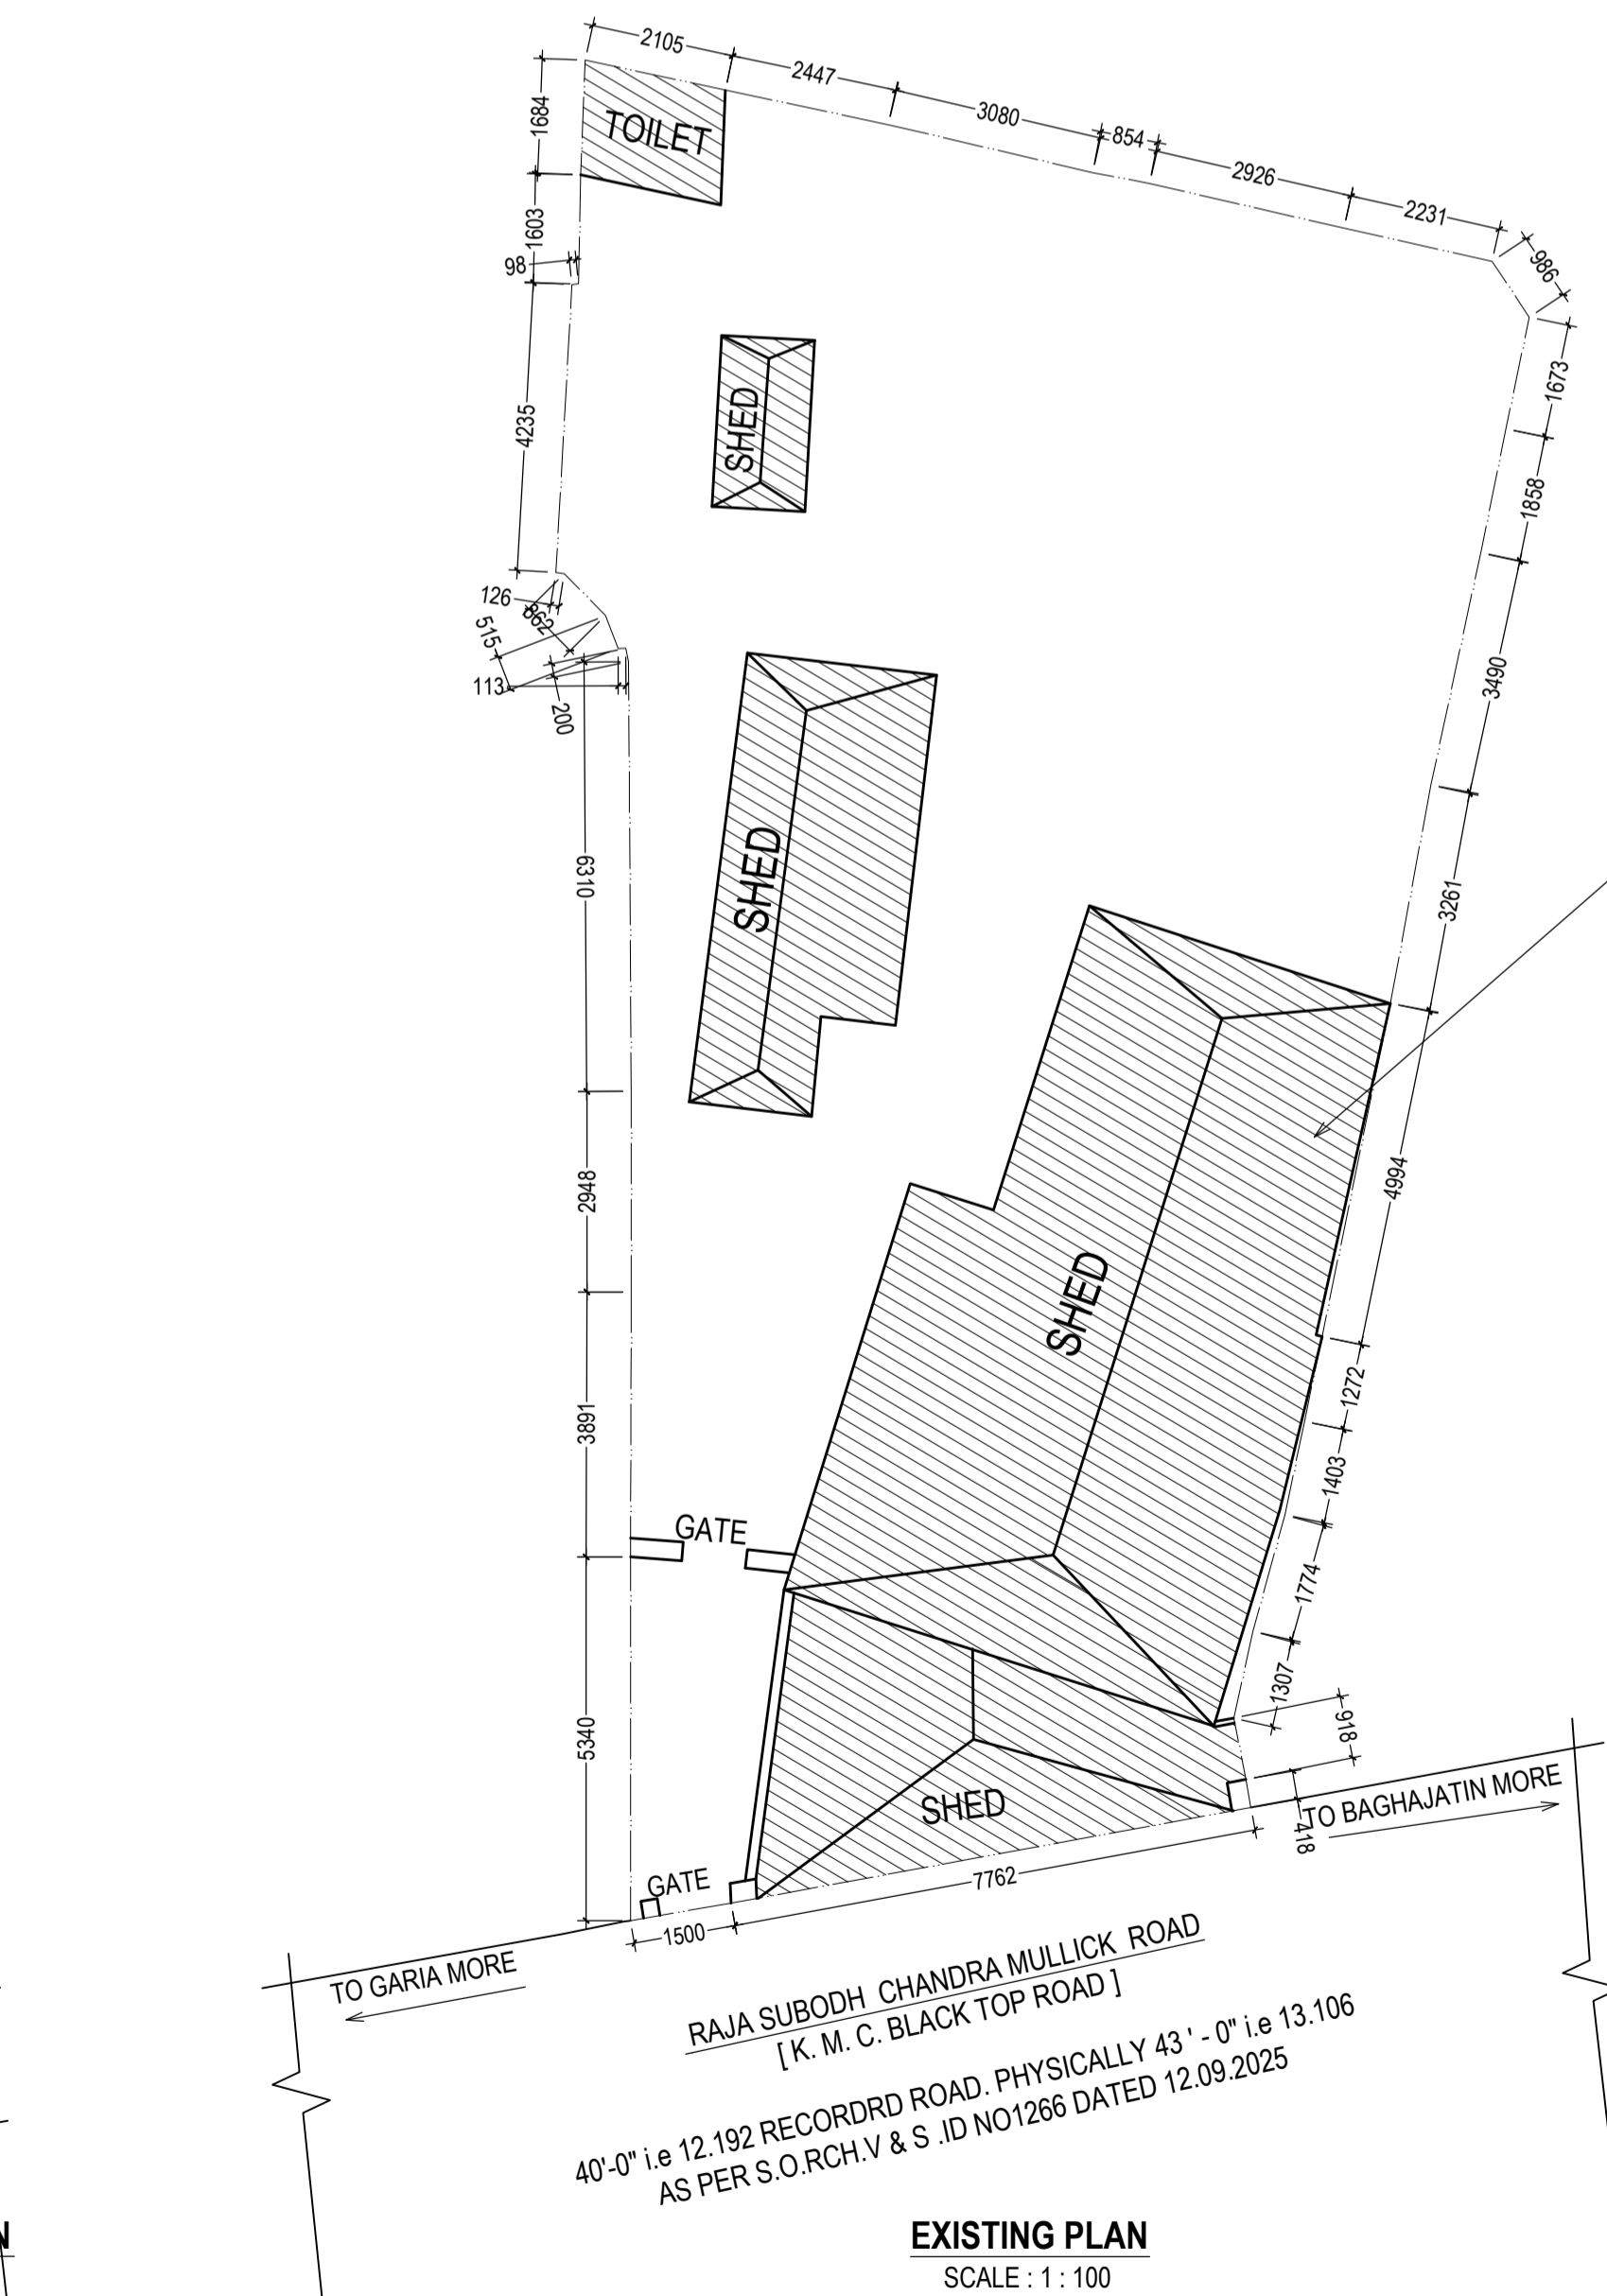 2105
2447
3080
854
2926
2231
986
1684
TOILET
1603
98
4235
SHED
1673
1858
3490
3261
126
862
515
113
200
6310
SHED
4994
2948
SHED
1272
3891
1403
GATE
1774
1307
918
5340
SHED
TO BAGHAJATIN MORE
418
GATE
7762
1500
TO GARIA MORE
RAJA SUBODH CHANDRA MULLICK ROAD
[ K. M. C. BLACK TOP ROAD ]
40'-0" i.e 12.192 RECORDRD ROAD. PHYSICALLY 43 ' - 0" i.e 13.106
AS PER S.O.RCH.V & S .ID NO1266 DATED 12.09.2025
N
EXISTING PLAN
SCALE : 1 : 100